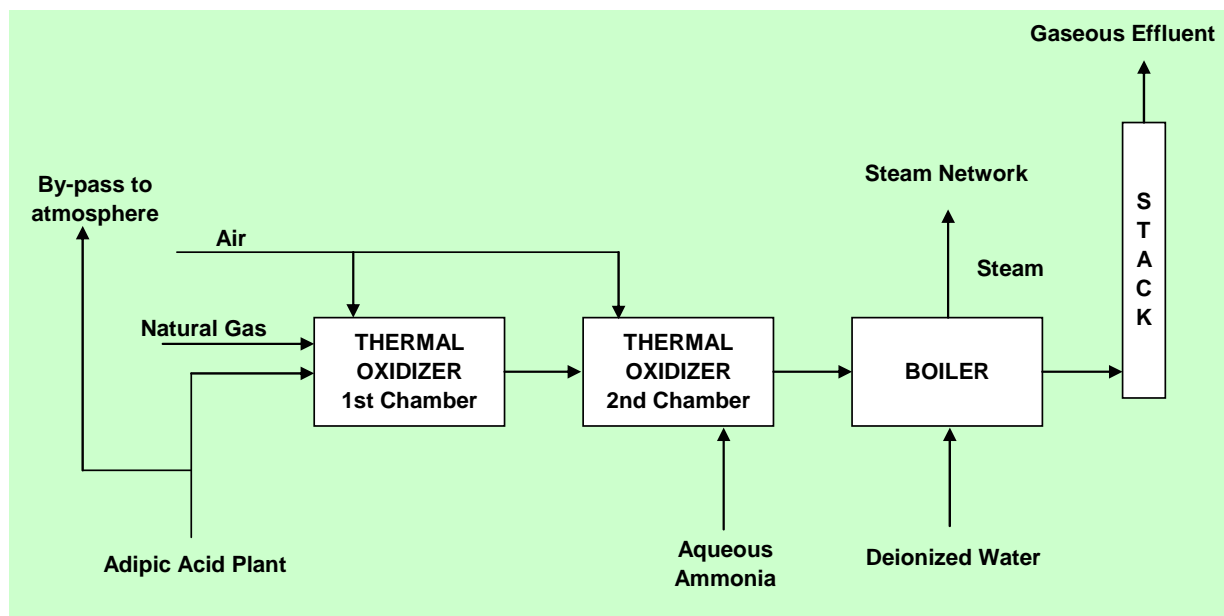 Gaseous Effluent
By-pass to
atmosphere
Steam Network
S
T
A
C
K
Air
Steam
Natural Gas
THERMAL
OXIDIZER
1st Chamber
THERMAL
OXIDIZER
2nd Chamber
BOILER
Adipic Acid Plant
Aqueous
Ammonia
Deionized Water